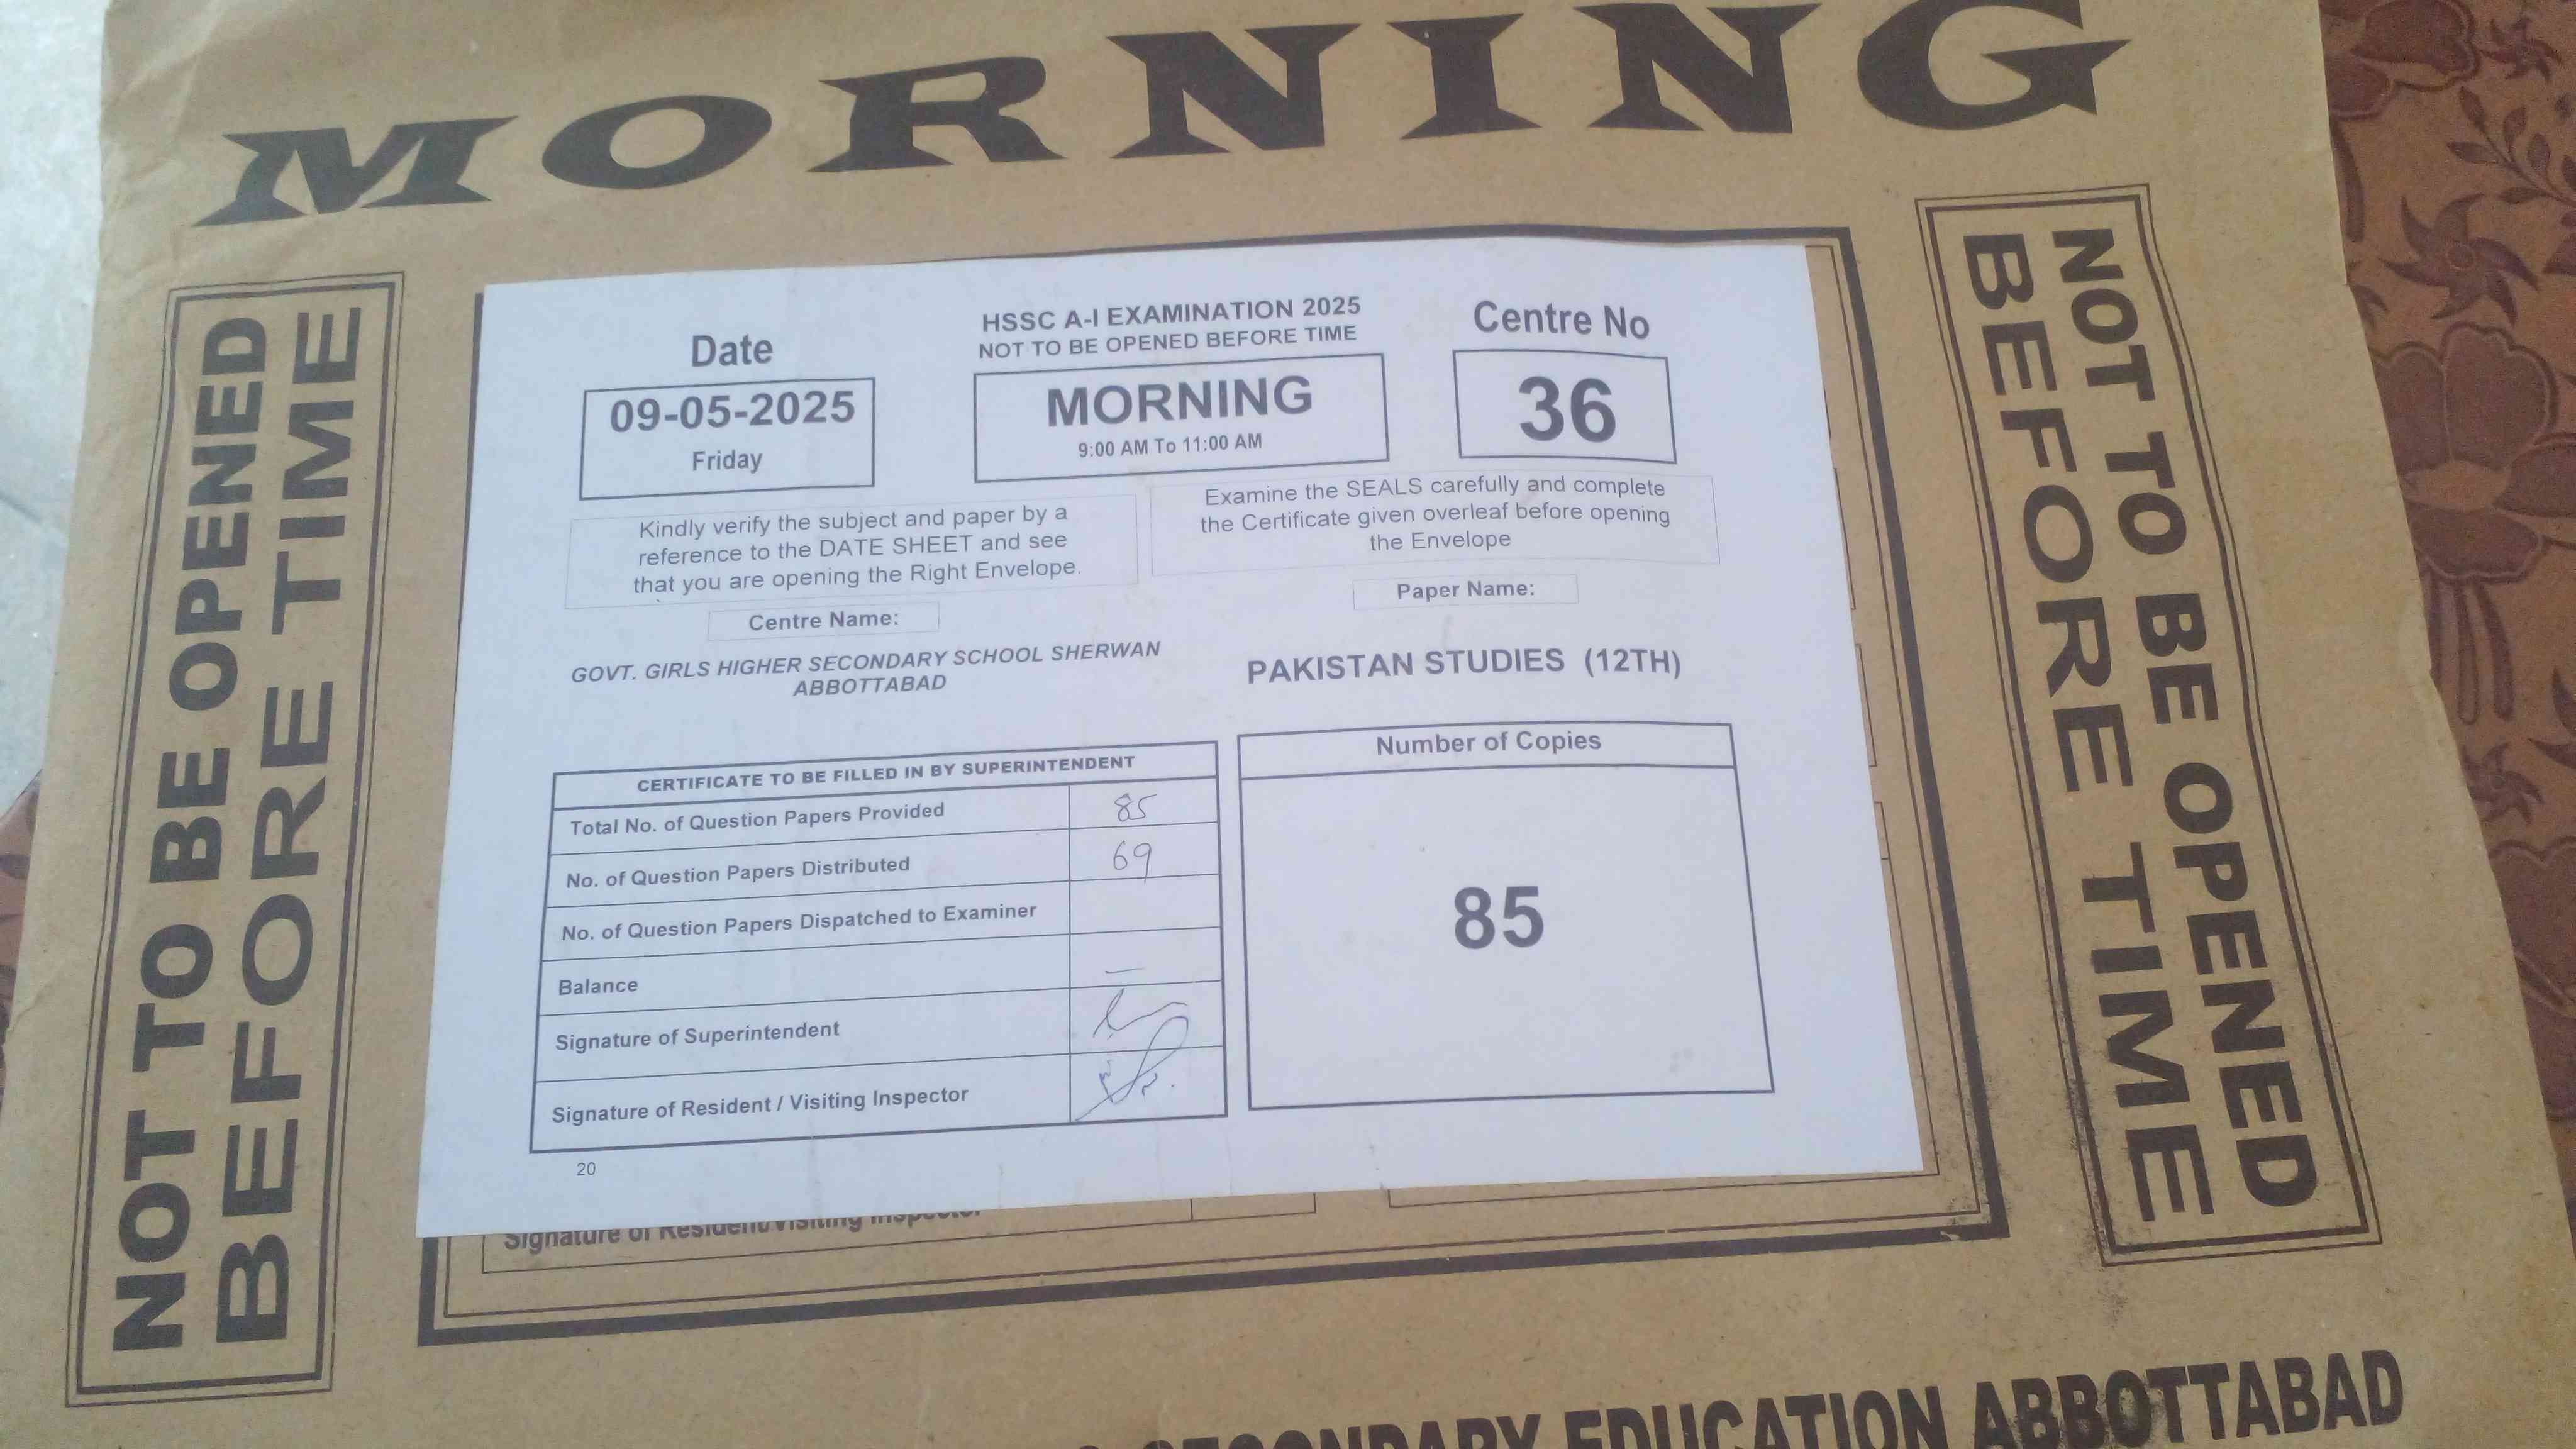 MORNING
NOT TO BE OPENED
BEFORE TIME
HSSC A-I EXAMINATION 2025
NOT TO BE OPENED BEFORE TIME
Date
09-05-2025
Friday
MORNING
9:00 AM To 11:00 AM
Centre No
36
Kindly verify the subject and paper by a
reference to the DATE SHEET and see
that you are opening the Right Envelope.
Examine the SEALS carefully and complete
the Certificate given overleaf before opening
the Envelope
Centre Name:
GOVT. GIRLS HIGHER SECONDARY SCHOOL SHERWAN
ABBOTTABAD
Paper Name:
PAKISTAN STUDIES (12TH)
CERTIFICATE TO BE FILLED IN BY SUPERINTENDENT
Total No. of Question Papers Provided 85
No. of Question Papers Distributed 69
No. of Question Papers Dispatched to Examiner
Balance —
Signature of Superintendent
Signature of Resident / Visiting Inspector
Number of Copies
85
20
Signature of Resident/Visiting Inspector
NOT TO BE OPENED
BEFORE TIME
SECONDARY EDUCATION ABBOTTABAD